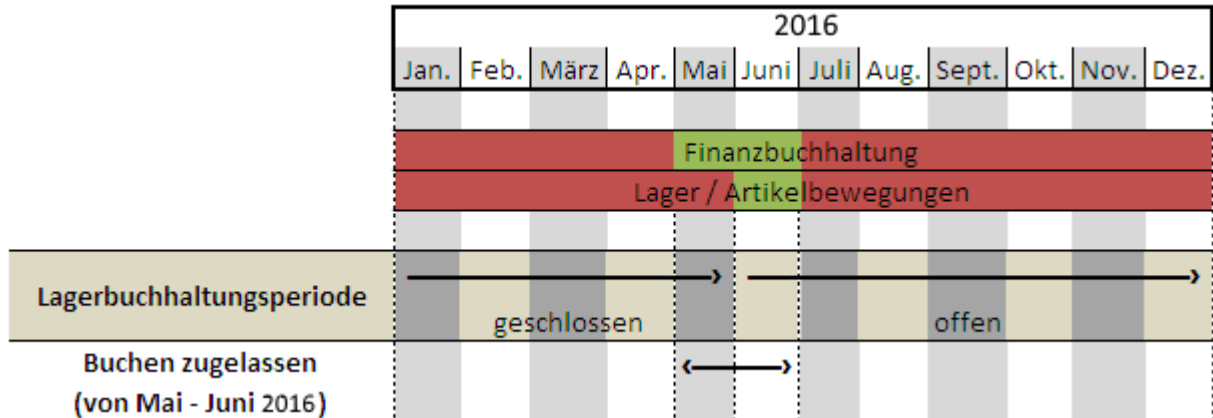 2016
Jan. Feb. März Apr. Mai Juni Juli Aug. Sept. Okt. Nov. Dez.
Finanzbuchhaltung
Lager / Artikelbewegungen
Lagerbuchhaltungsperiode
geschlossen offen
Buchen zugelassen
(von Mai - Juni 2016)